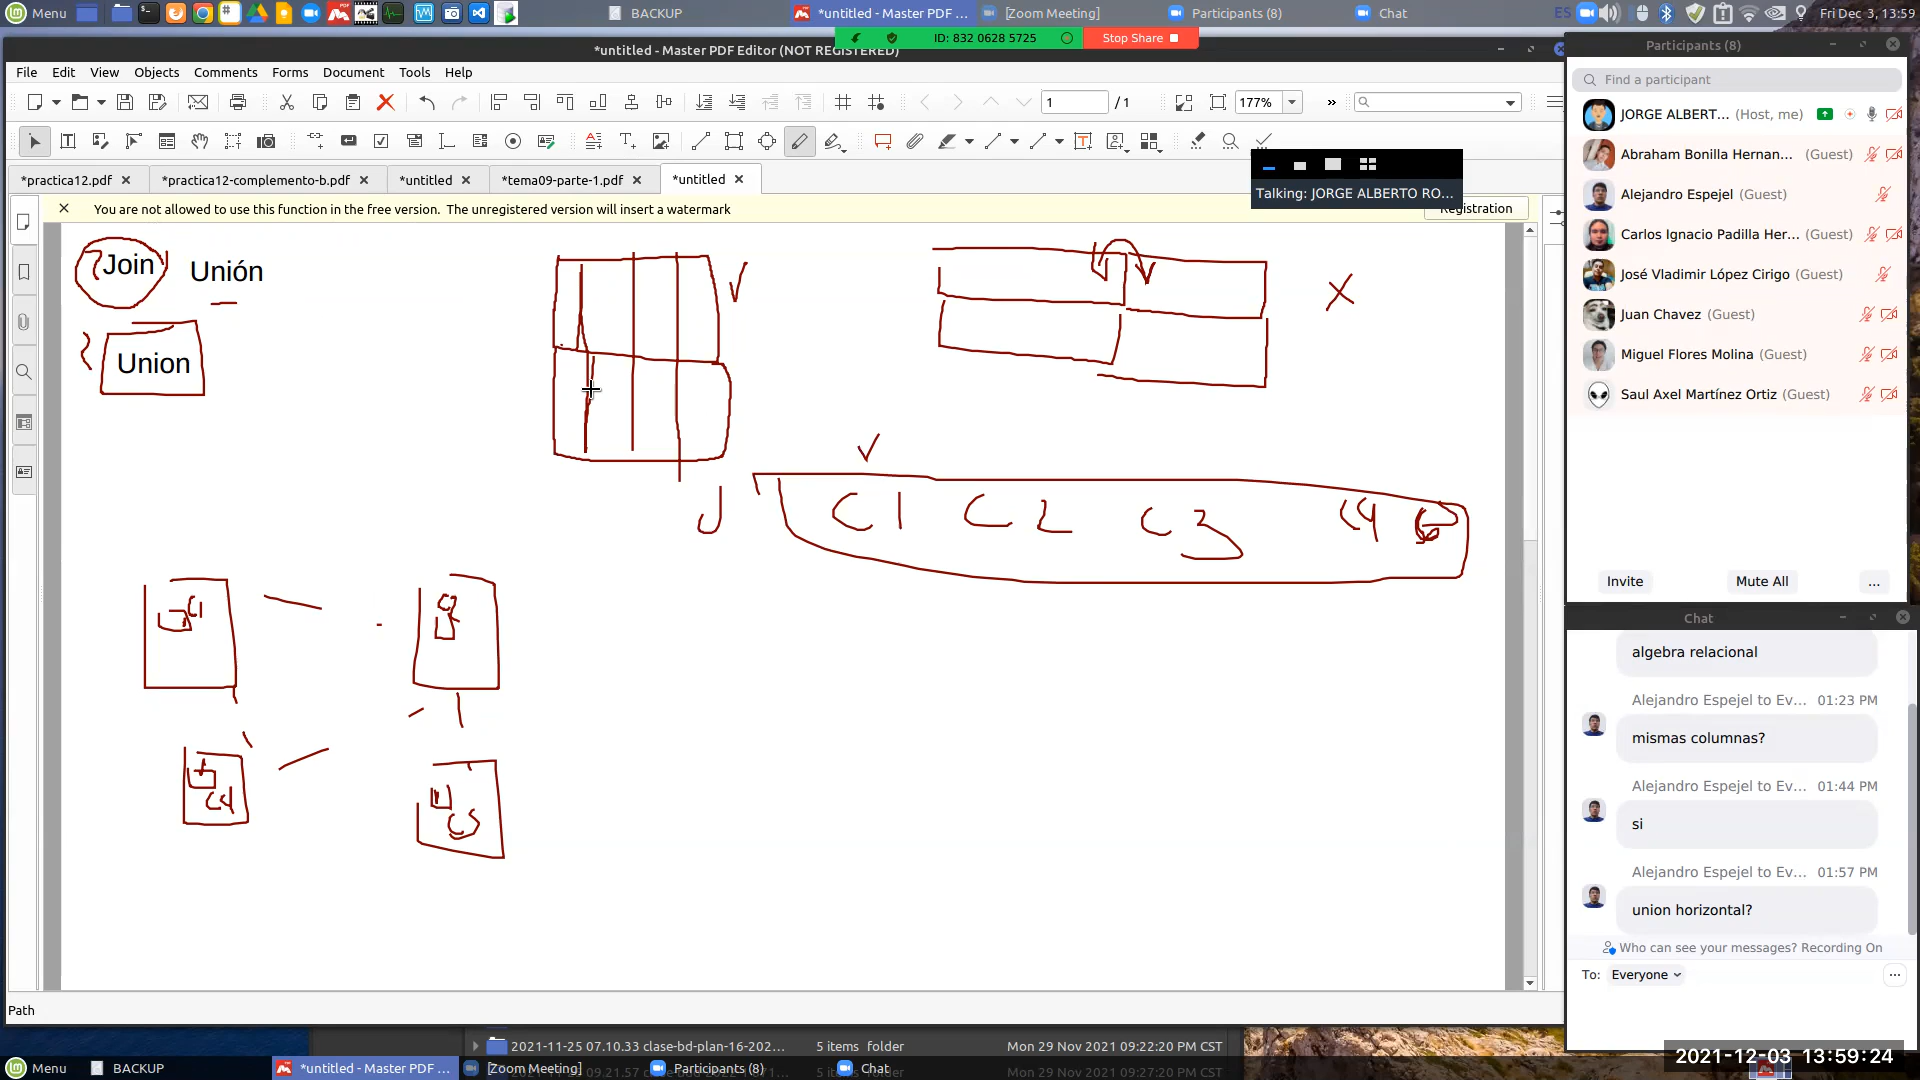 Menu
BACKUP
*untitled - Master PDF ...
[Zoom Meeting]
Participants (8)
Chat
ES
Fri Dec 3, 13:59
ID: 832 0628 5725
Stop Share
*untitled - Master PDF Editor (NOT REGISTERED)
File Edit View Objects Comments Forms Document Tools Help
1 / 1
177%
»
*practica12.pdf
*practica12-complemento-b.pdf
*untitled
*tema09-parte-1.pdf
*untitled
Talking: JORGE ALBERTO RO...
You are not allowed to use this function in the free version. The unregistered version will insert a watermark
Registration
Join
Unión
Union
X
J
C1 C2 C3 C4
C1
C4
C5
Path
Participants (8)
Find a participant
JORGE ALBERT... (Host, me)
Abraham Bonilla Hernan... (Guest)
Alejandro Espejel (Guest)
Carlos Ignacio Padilla Her... (Guest)
José Vladimir López Cirigo (Guest)
Juan Chavez (Guest)
Miguel Flores Molina (Guest)
Saul Axel Martínez Ortiz (Guest)
Invite
Mute All
...
Chat
algebra relacional
Alejandro Espejel to Ev... 01:23 PM
mismas columnas?
Alejandro Espejel to Ev... 01:44 PM
si
Alejandro Espejel to Ev... 01:57 PM
union horizontal?
Who can see your messages? Recording On
To: Everyone
2021-11-25 07.10.33 clase-bd-plan-16-202... 5 items folder Mon 29 Nov 2021 09:22:20 PM CST
2021-12-03 13:59:24
Menu
BACKUP
*untitled - Master PDF ...
[Zoom Meeting]
Participants (8)
Chat